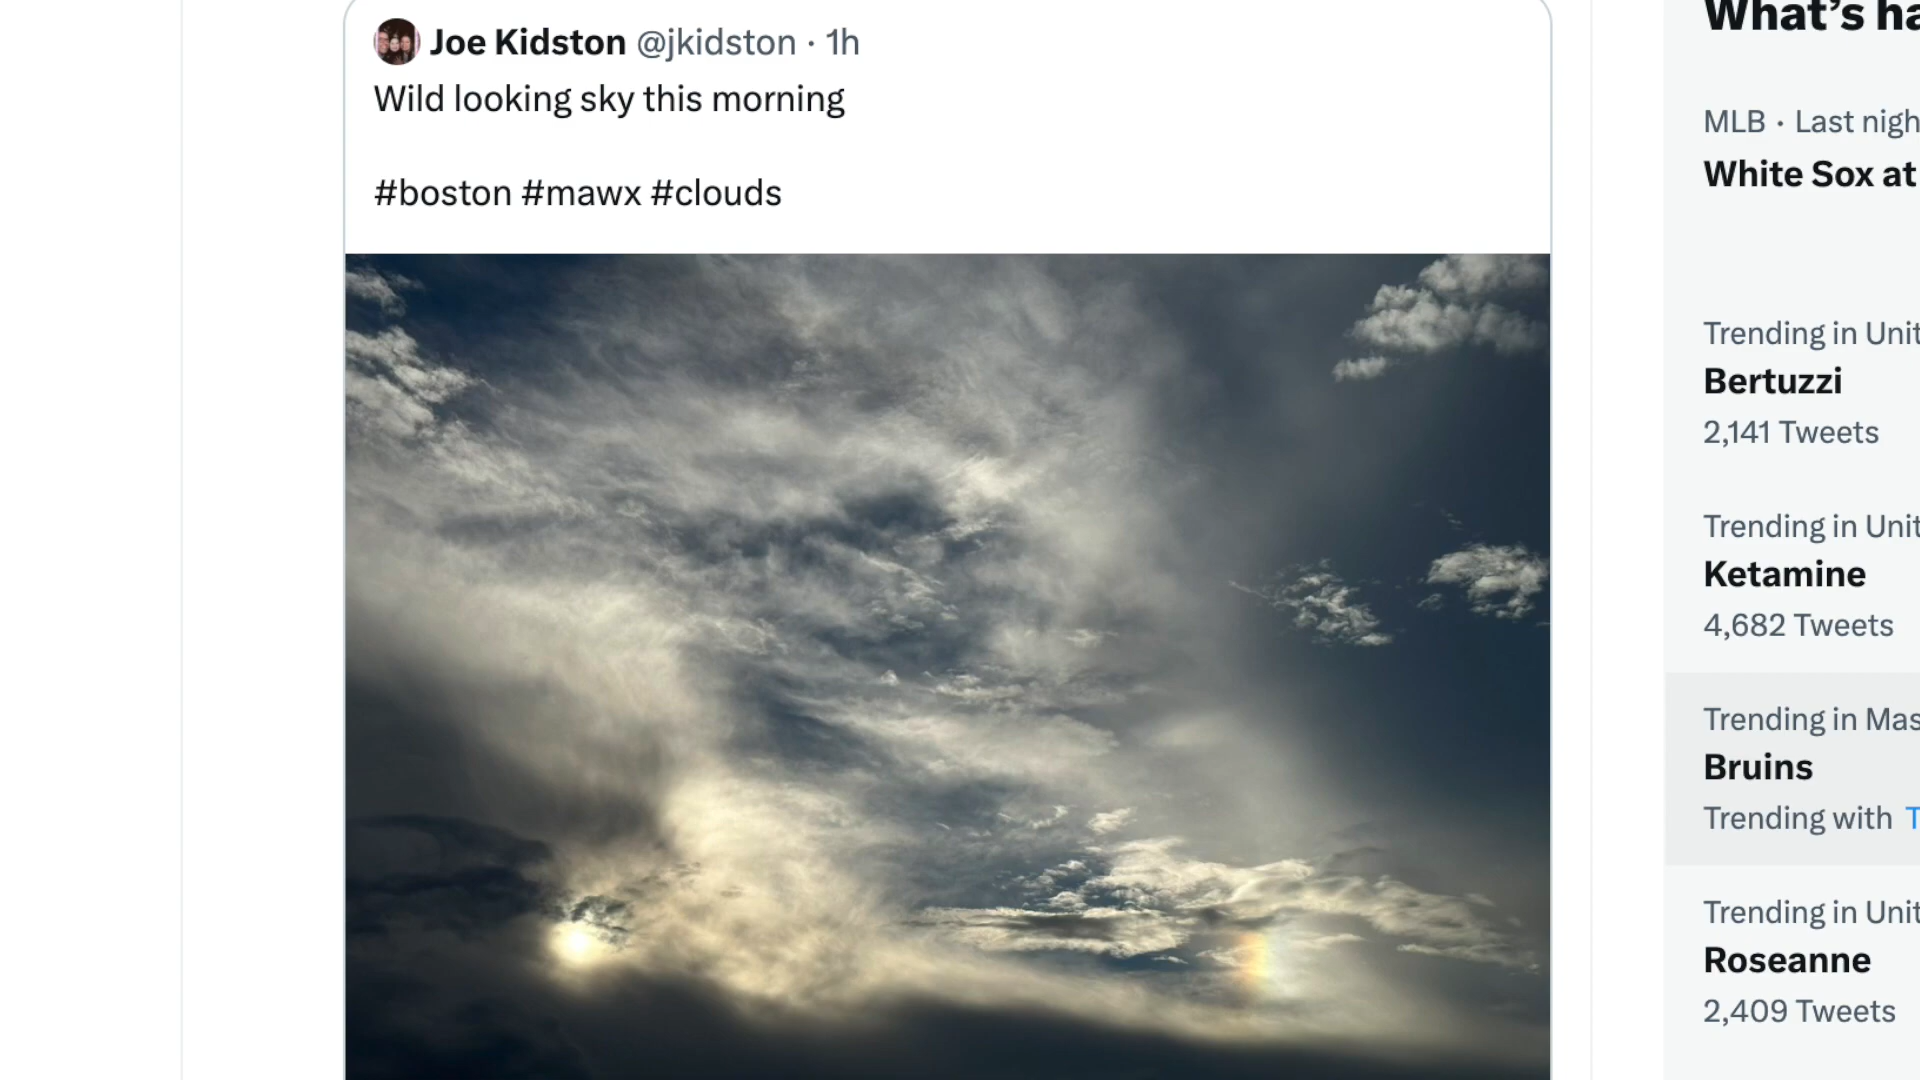 Joe Kidston @jkidston · 1h
Wild looking sky this morning
#boston #mawx #clouds
What's ha
MLB · Last nigh
White Sox at
Trending in Unit
Bertuzzi
2,141 Tweets
Trending in Unit
Ketamine
4,682 Tweets
Trending in Mas
Bruins
Trending with T
Trending in Unit
Roseanne
2,409 Tweets